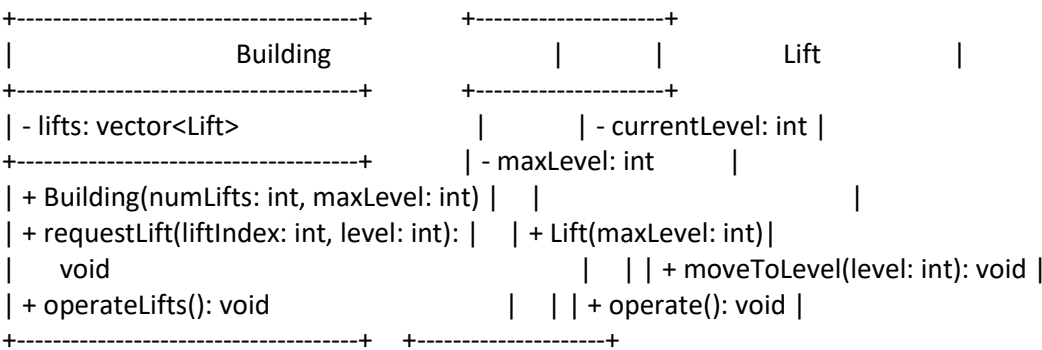 +--------------------------------------+ +---------------------+
| Building | | Lift |
+--------------------------------------+ +---------------------+
| - lifts: vector<Lift> | | - currentLevel: int |
+--------------------------------------+ | - maxLevel: int |
| + Building(numLifts: int, maxLevel: int) | | |
| + requestLift(liftIndex: int, level: int): | | + Lift(maxLevel: int)|
| void | | | + moveToLevel(level: int): void |
| + operateLifts(): void | | | + operate(): void |
+--------------------------------------+ +---------------------+